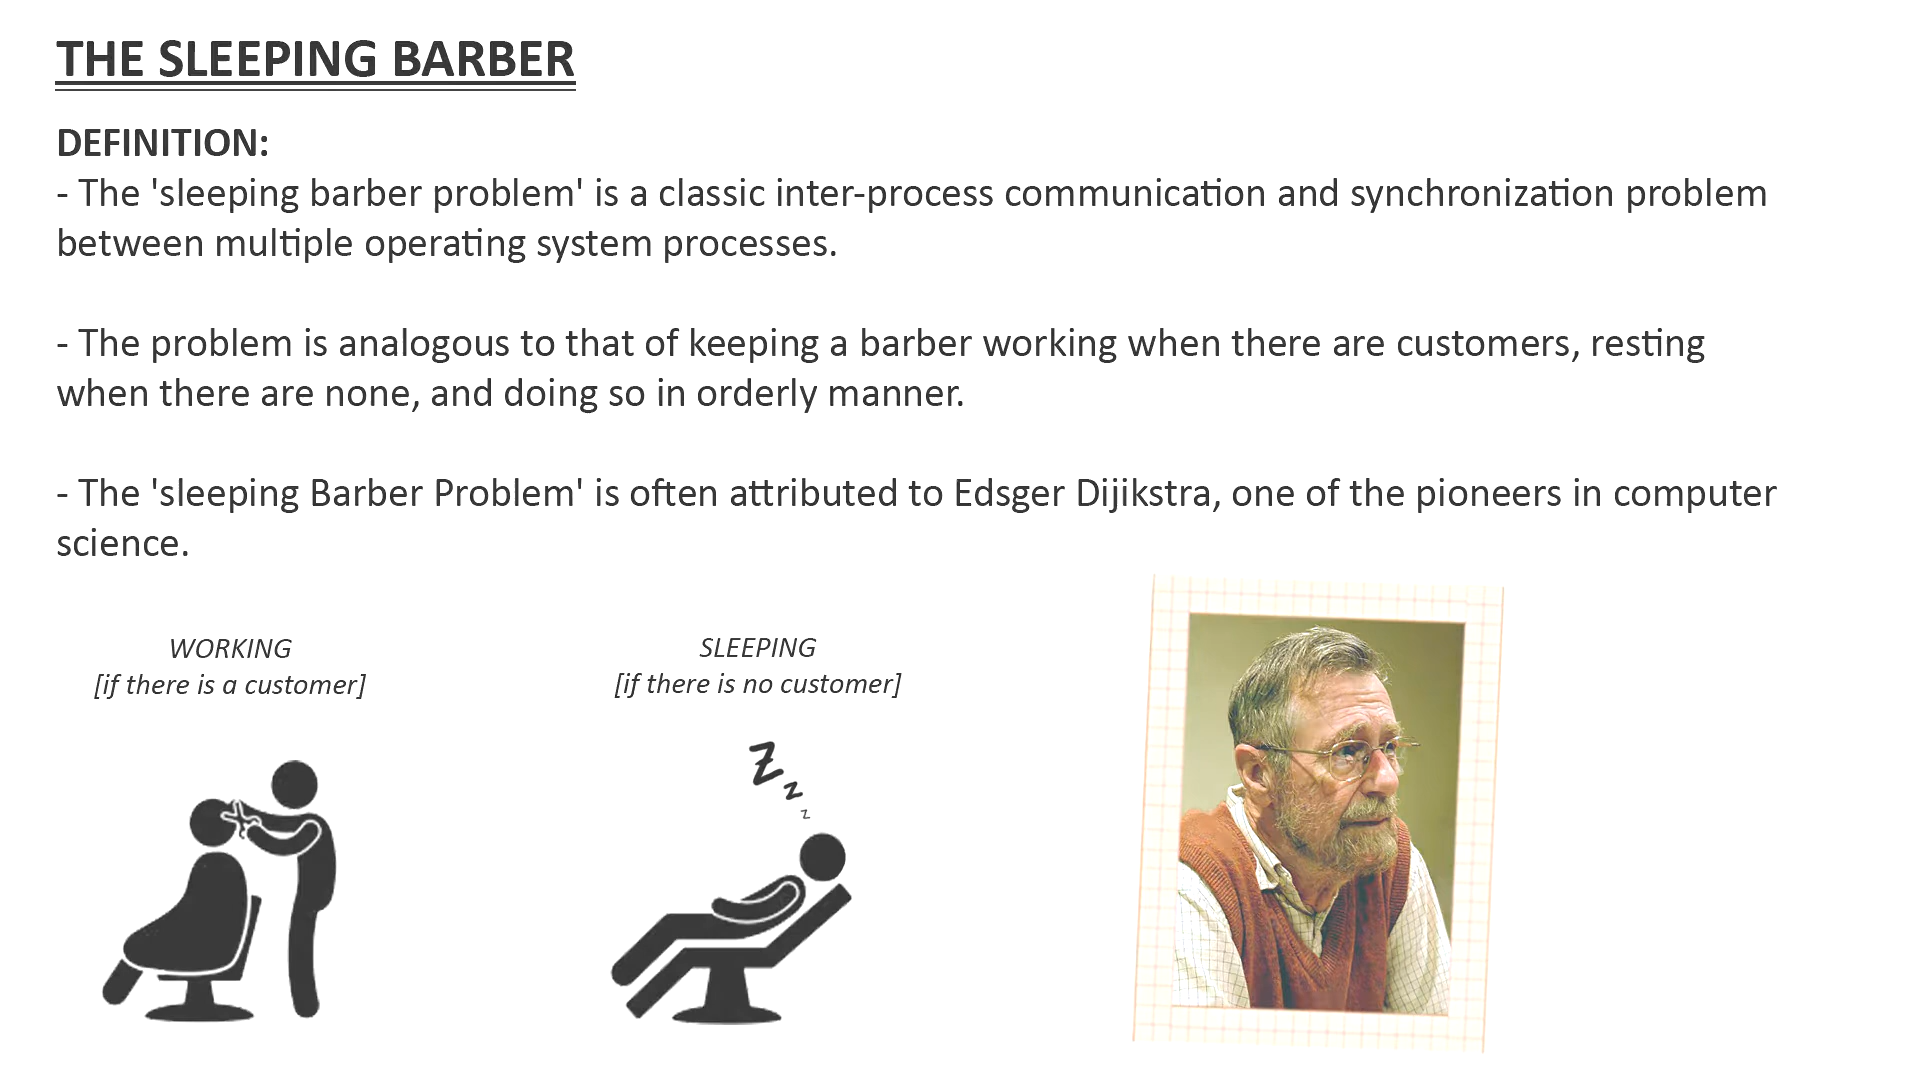 THE SLEEPING BARBER
DEFINITION:
- The 'sleeping barber problem' is a classic inter-process communication and synchronization problem
between multiple operating system processes.
- The problem is analogous to that of keeping a barber working when there are customers, resting
when there are none, and doing so in orderly manner.
- The 'sleeping Barber Problem' is often attributed to Edsger Dijikstra, one of the pioneers in computer
science.
WORKING
[if there is a customer]
SLEEPING
[if there is no customer]
Z
z
z